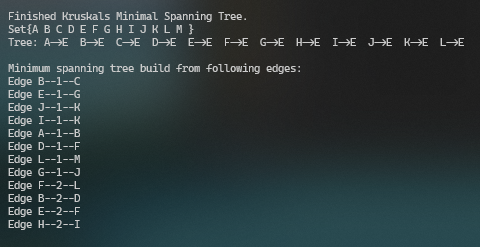 Finished Kruskals Minimal Spanning Tree.
Set{A B C D E F G H I J K L M }
Tree: A->E  B->E  C->E  D->E  E->E  F->E  G->E  H->E  I->E  J->E  K->E  L->E
Minimum spanning tree build from following edges:
Edge B--1--C
Edge E--1--G
Edge J--1--K
Edge I--1--K
Edge A--1--B
Edge D--1--F
Edge L--1--M
Edge G--1--J
Edge F--2--L
Edge B--2--D
Edge E--2--F
Edge H--2--I